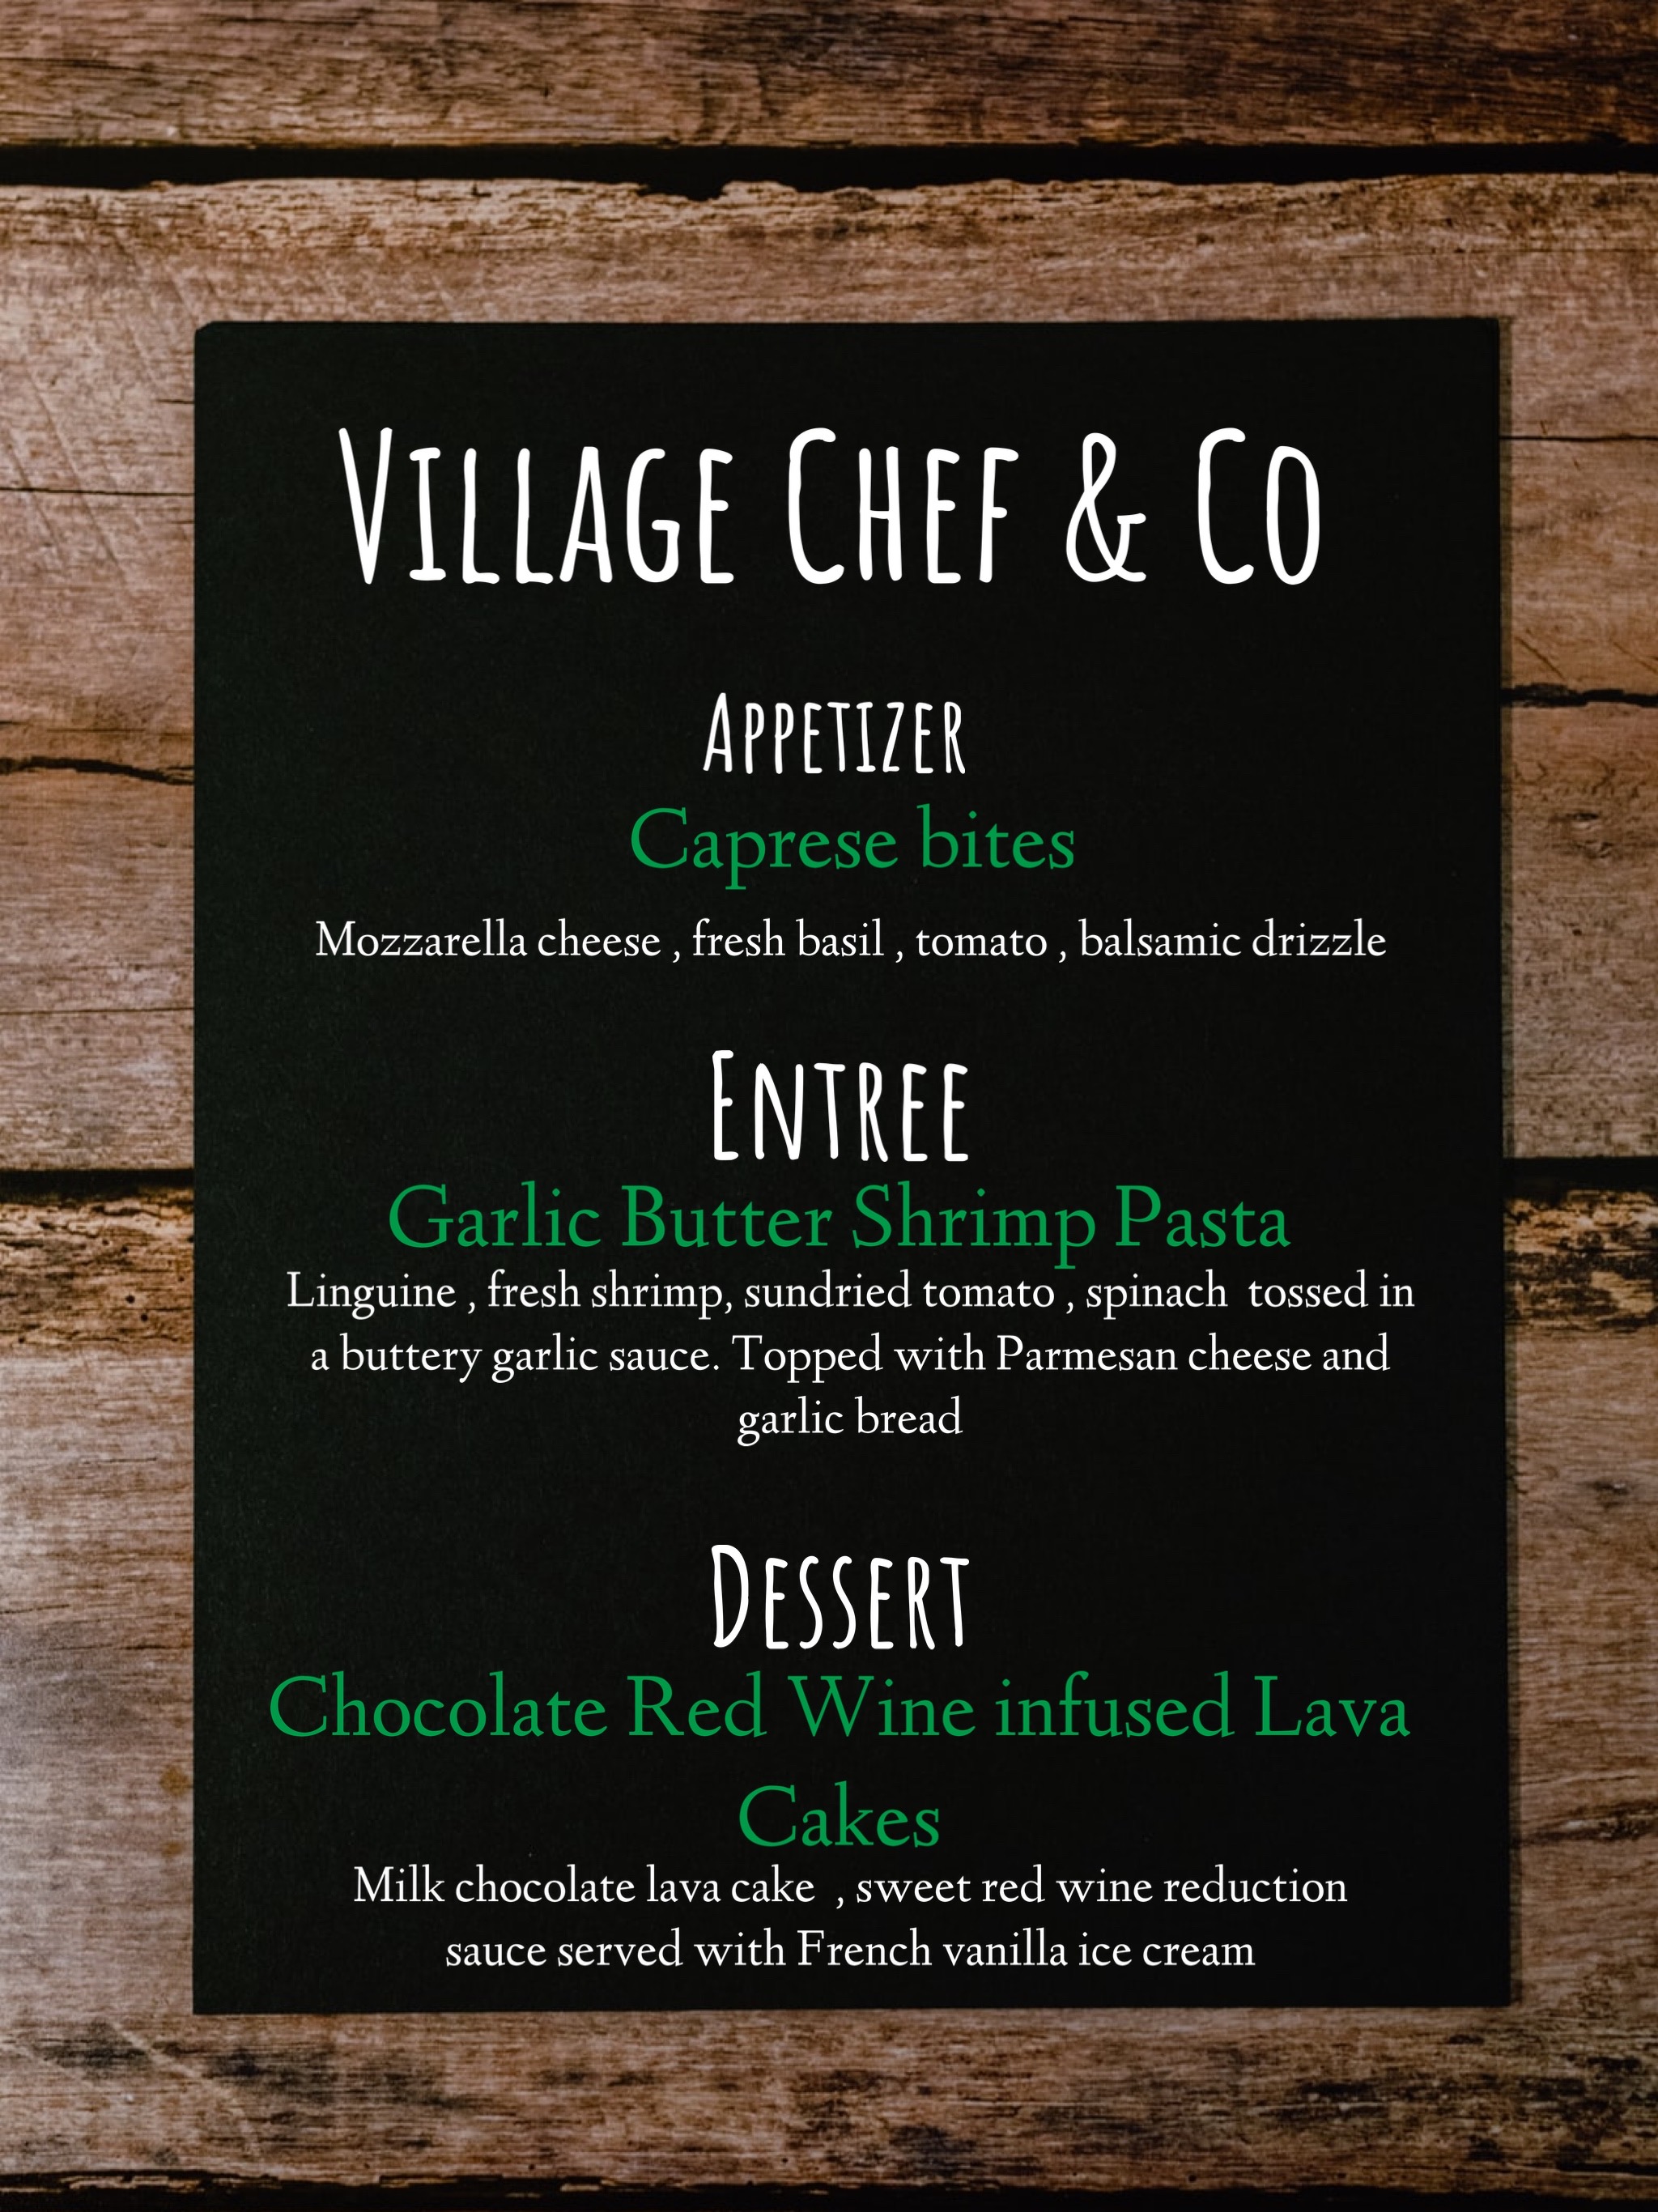 VILLAGE CHEF & CO
APPETIZER
Caprese bites
Mozzarella cheese , fresh basil , tomato , balsamic drizzle
ENTREE
Garlic Butter Shrimp Pasta
Linguine , fresh shrimp, sundried tomato , spinach  tossed in
a buttery garlic sauce. Topped with Parmesan cheese and
garlic bread
DESSERT
Chocolate Red Wine infused Lava
Cakes
Milk chocolate lava cake  , sweet red wine reduction
sauce served with French vanilla ice cream